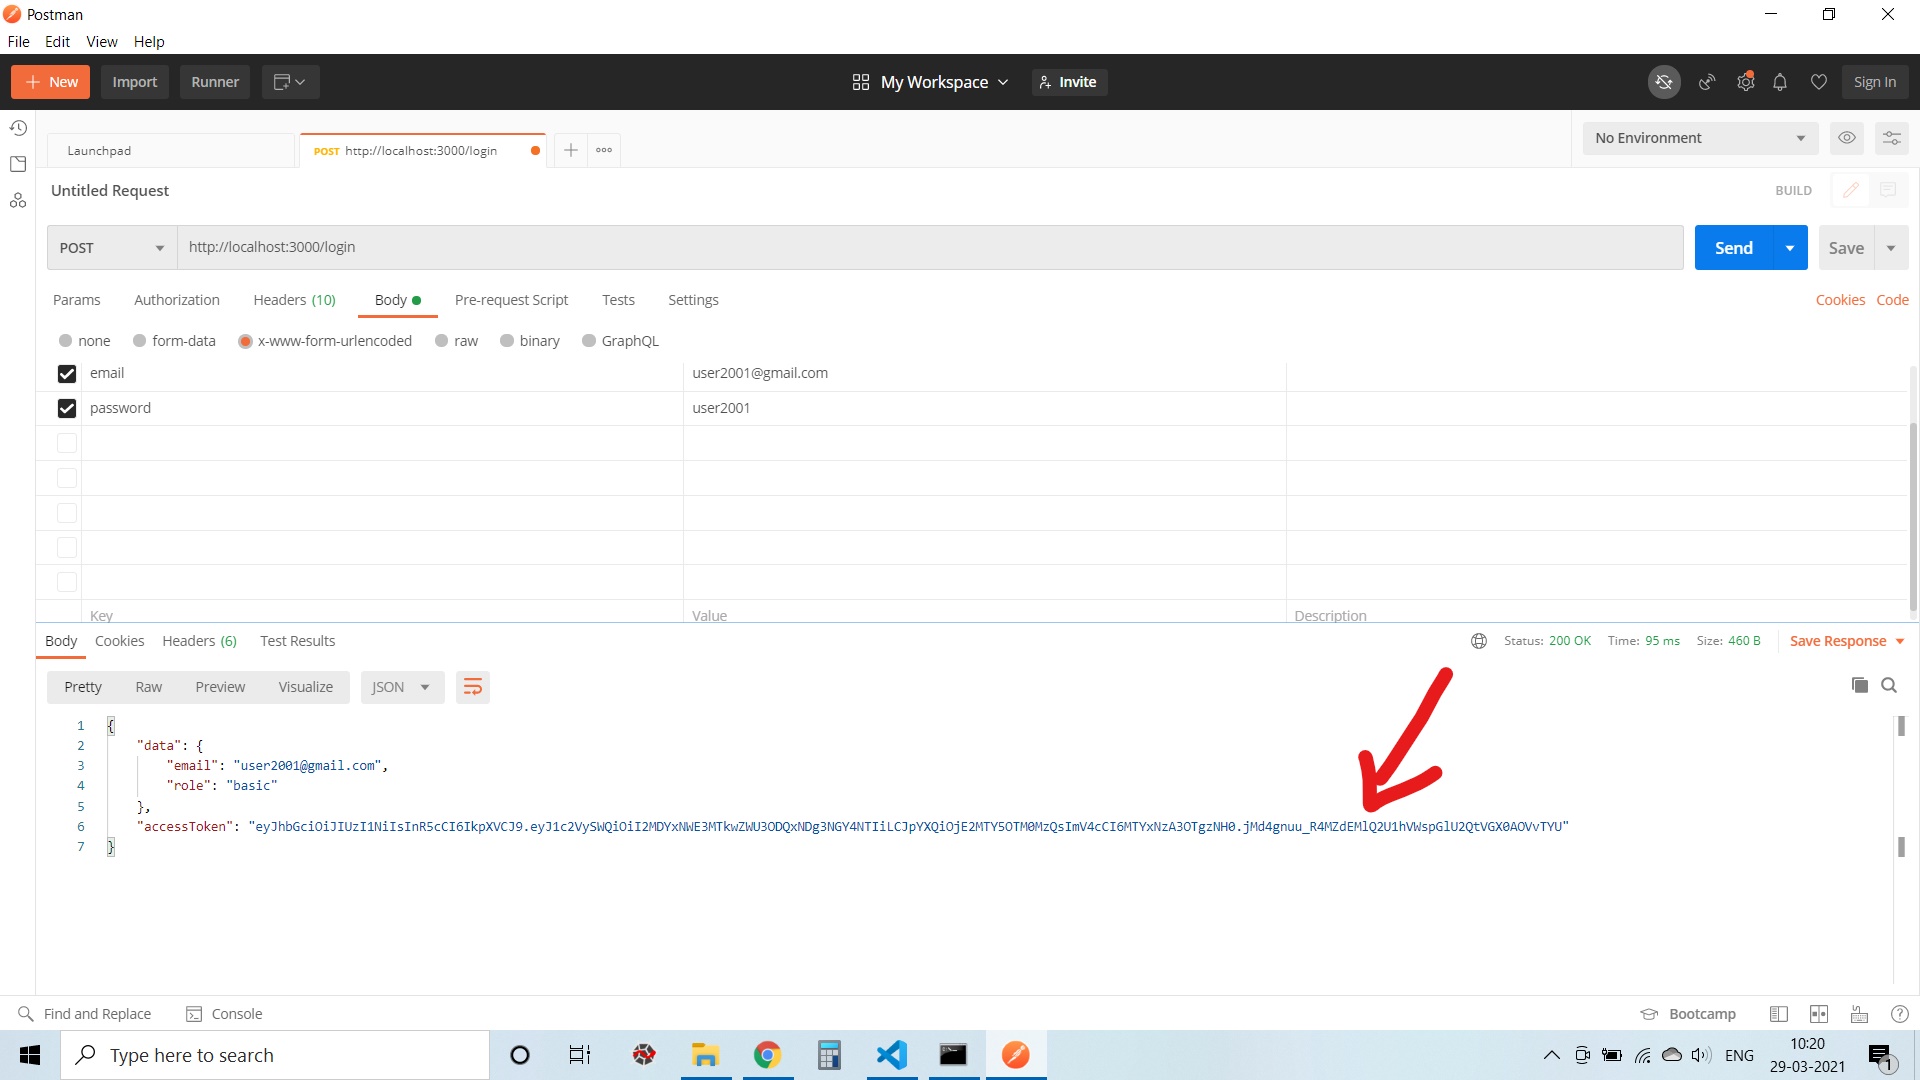 Postman
File Edit View Help
New Import Runner My Workspace Invite Sign In
Launchpad POST http://localhost:3000/login No Environment
Untitled Request BUILD
POST http://localhost:3000/login Send Save
Params Authorization Headers (10) Body Pre-request Script Tests Settings Cookies Code
none form-data x-www-form-urlencoded raw binary GraphQL
email user2001@gmail.com
password user2001
Key Value Description
Body Cookies Headers (6) Test Results Status: 200 OK Time: 95 ms Size: 460 B Save Response
Pretty Raw Preview Visualize JSON
1 {
2 "data": {
3 "email": "user2001@gmail.com",
4 "role": "basic"
5 },
6 "accessToken": "eyJhbGciOiJIUzI1NiIsInR5cCI6IkpXVCJ9.eyJ1c2VySWQiOiI2MDYxNWE3MTkwZWU3ODQxNDg3NGY4NTIiLCJpYXQiOjE2MTY5OTM0MzQsImV4cCI6MTYxNzA3OTgzNH0.jMd4gnuu_R4MZdEMlQ2U1hVWspGlU2QtVGX0AOVvTYU"
7 }
Find and Replace Console Bootcamp
Type here to search ENG 10:20
29-03-2021 1